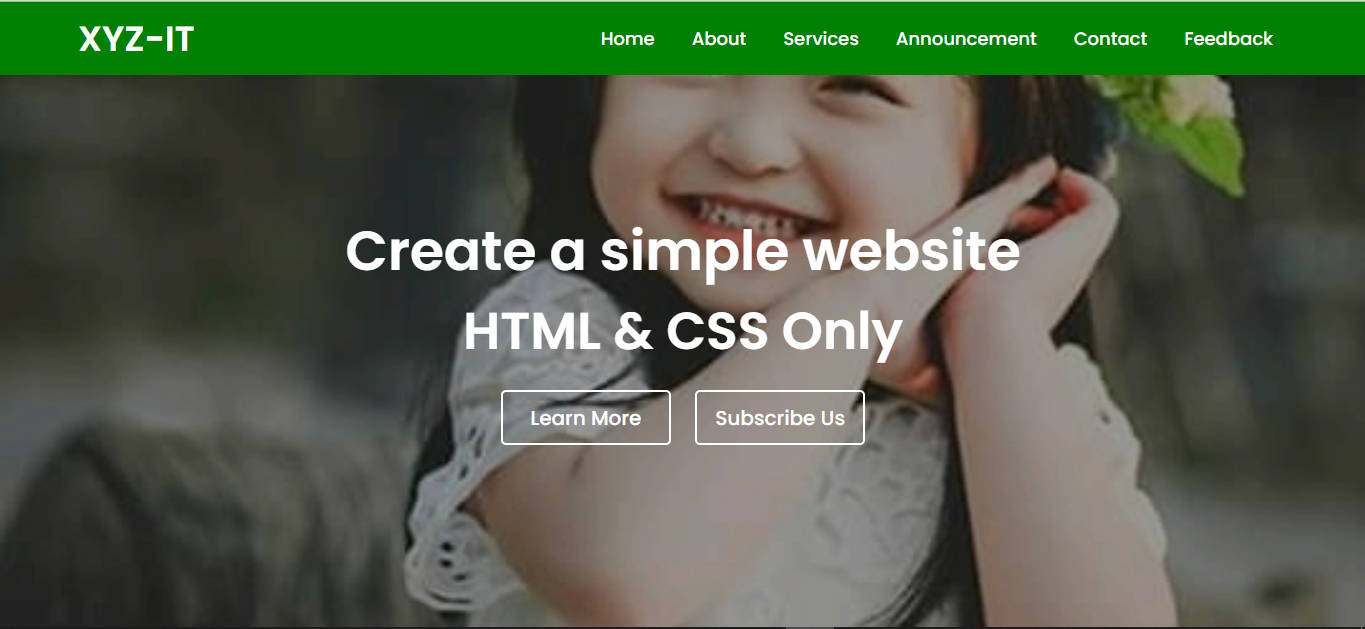 XYZ-IT
Home About Services Announcement Contact Feedback
Create a simple website
HTML & CSS Only
Learn More Subscribe Us